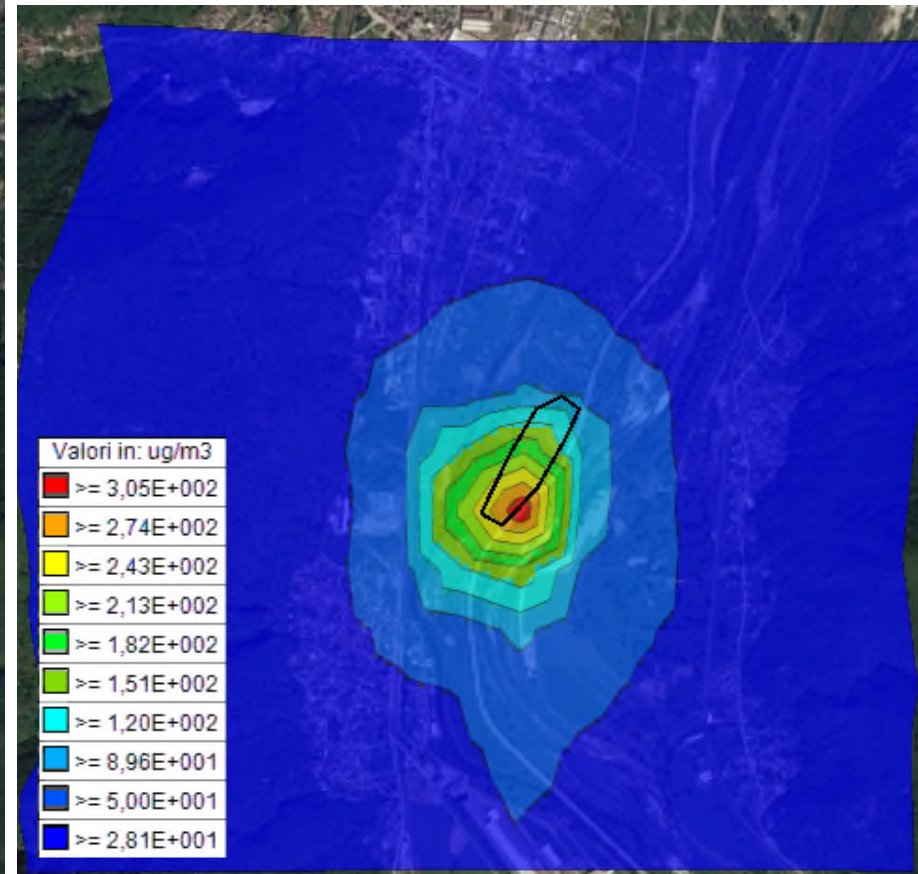 Valori in: ug/m3
>= 3,05E+002
>= 2,74E+002
>= 2,43E+002
>= 2,13E+002
>= 1,82E+002
>= 1,51E+002
>= 1,20E+002
>= 8,96E+001
>= 5,00E+001
>= 2,81E+001